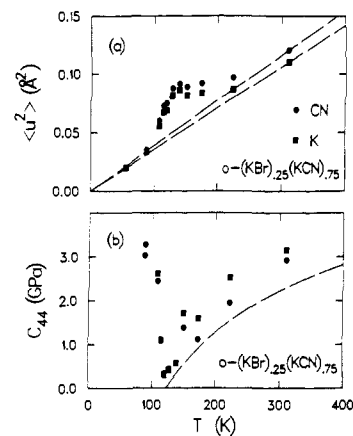 0.15
(a)
<u²> (Å²)
0.10
0.05
0.00
● CN
■ K
o–(KBr).25(KCN).75
(b)
C44 (GPa)
3.0
2.0
1.0
0.0
● CN
■ K
o–(KBr).25(KCN).75
0 100 200 300 400
T (K)